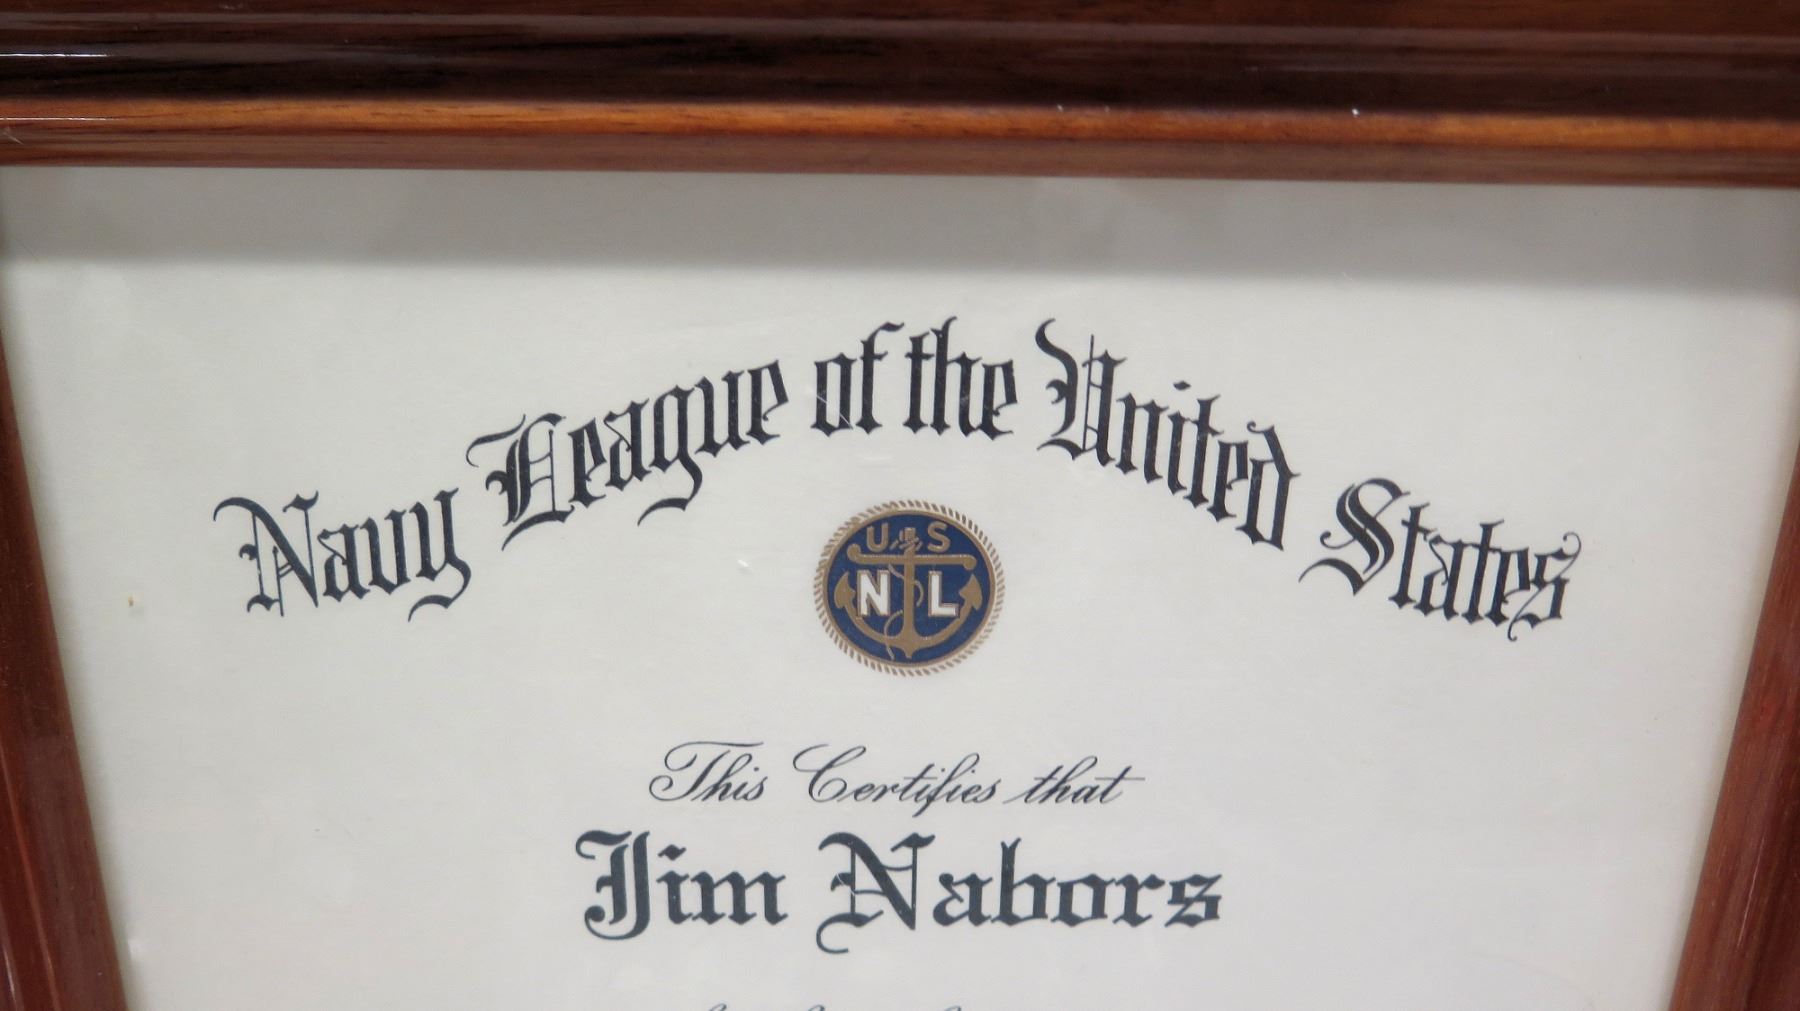 Navy League of the United States
U S
N L
This Certifies that
Jim Nabors